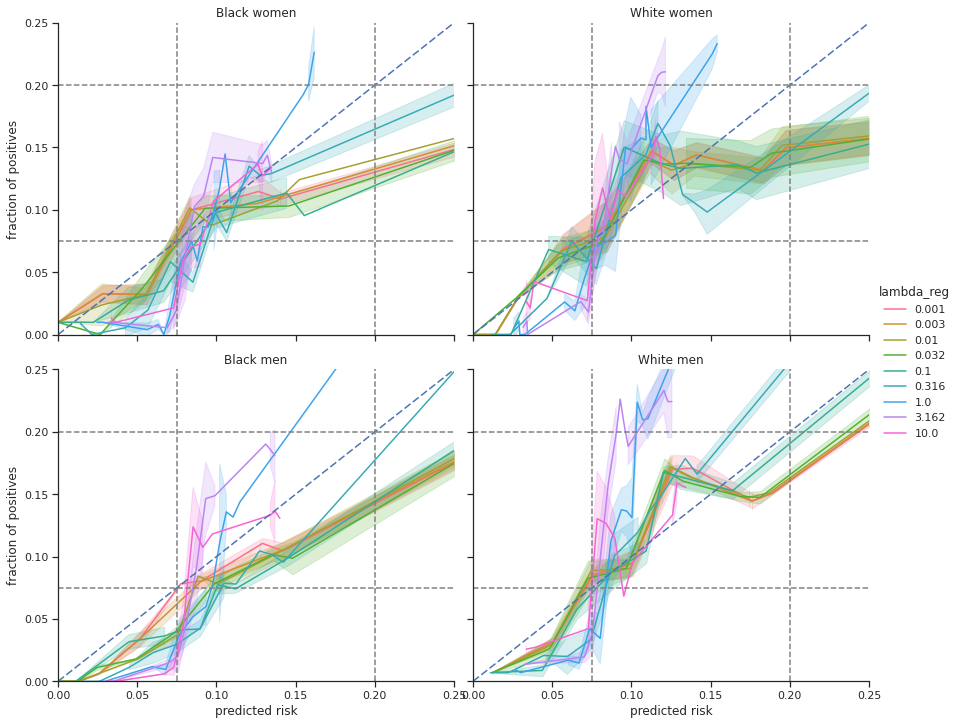 Black women
White women
0.25
0.20
0.15
0.10
0.05
0.00
fraction of positives
Black men
White men
0.25
0.20
0.15
0.10
0.05
0.00
fraction of positives
0.00 0.05 0.10 0.15 0.20 0.25
predicted risk
0.00 0.05 0.10 0.15 0.20 0.25
predicted risk
lambda_reg
0.001
0.003
0.01
0.032
0.1
0.316
1.0
3.162
10.0